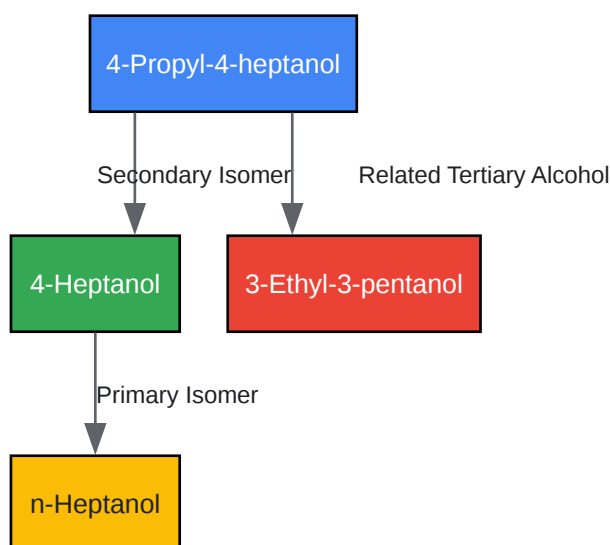 4-Propyl-4-heptanol
Secondary Isomer
Related Tertiary Alcohol
4-Heptanol
3-Ethyl-3-pentanol
Primary Isomer
n-Heptanol